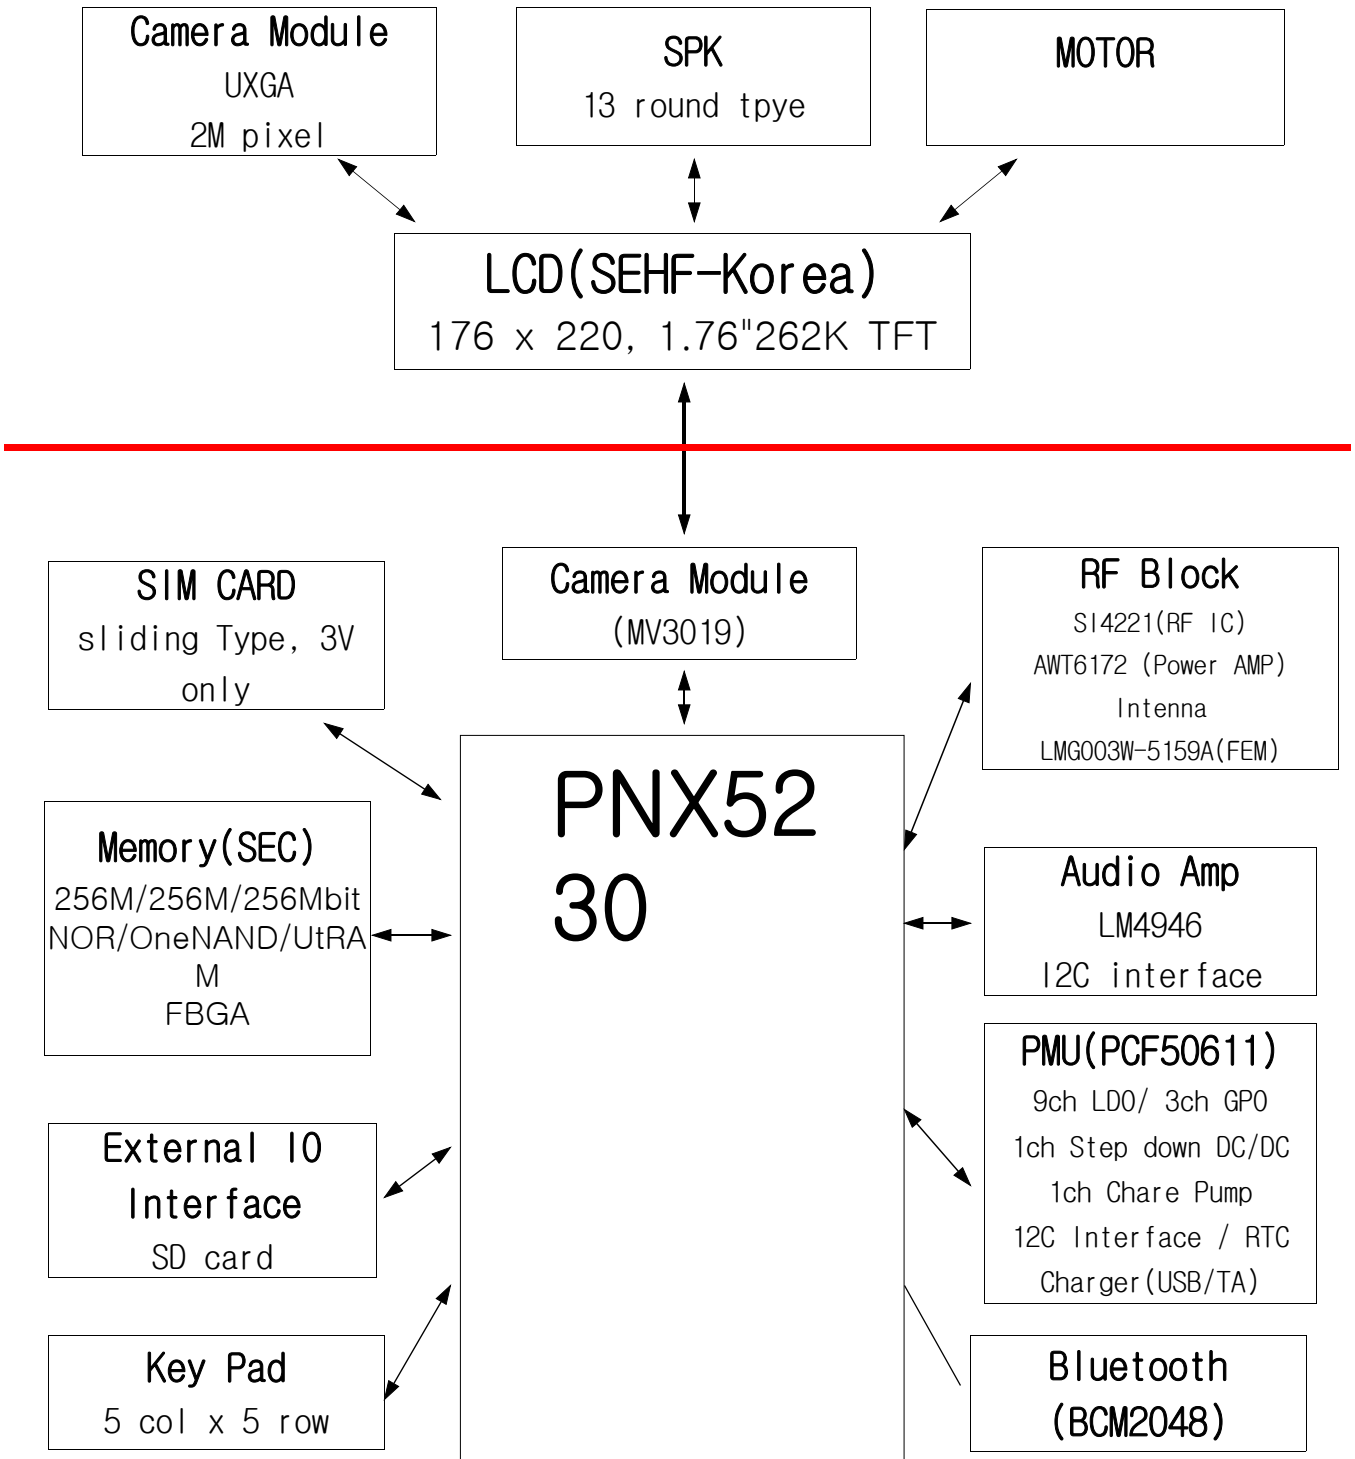 Camera Module
UXGA
2M pixel
SPK
13 round tpye
MOTOR
LCD(SEHF-Korea)
176 x 220, 1.76"262K TFT
SIM CARD
sliding Type, 3V
only
Camera Module
(MV3019)
RF Block
SI4221(RF IC)
AWT6172 (Power AMP)
Intenna
LMG003W-5159A(FEM)
PNX52
30
Memory(SEC)
256M/256M/256Mbit
NOR/OneNAND/UtRA
M
FBGA
Audio Amp
LM4946
I2C interface
PMU(PCF50611)
9ch LDO/ 3ch GPO
1ch Step down DC/DC
1ch Chare Pump
12C Interface / RTC
Charger(USB/TA)
External IO
Interface
SD card
Key Pad
5 col x 5 row
Bluetooth
(BCM2048)